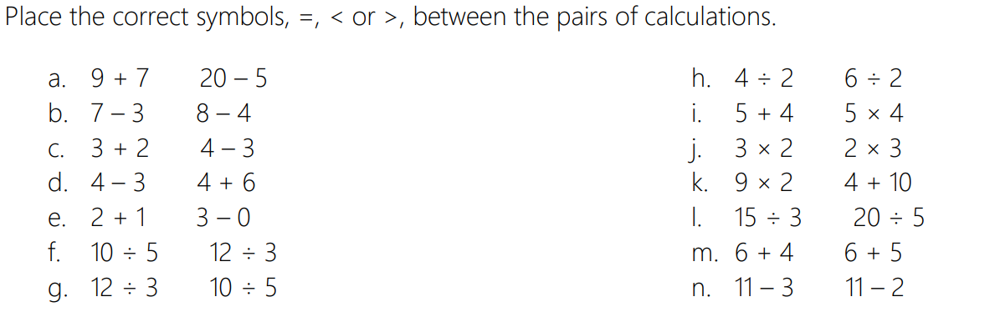 Place the correct symbols, =, < or >, between the pairs of calculations.
a. 9 + 7 20 – 5
b. 7 – 3 8 – 4
c. 3 + 2 4 – 3
d. 4 – 3 4 + 6
e. 2 + 1 3 – 0
f. 10 ÷ 5 12 ÷ 3
g. 12 ÷ 3 10 ÷ 5
h. 4 ÷ 2 6 ÷ 2
i. 5 + 4 5 × 4
j. 3 × 2 2 × 3
k. 9 × 2 4 + 10
l. 15 ÷ 3 20 ÷ 5
m. 6 + 4 6 + 5
n. 11 – 3 11 – 2